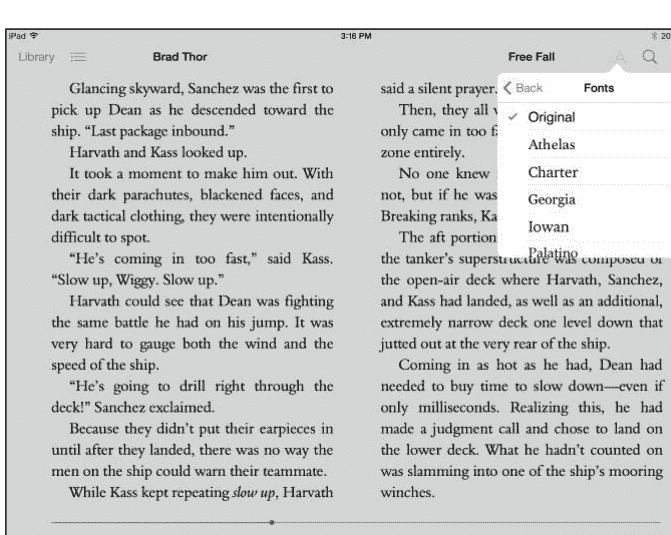 iPad
3:16 PM
20
Library
Brad Thor
Free Fall
A
Glancing skyward, Sanchez was the first to
pick up Dean as he descended toward the
ship. “Last package inbound.”
Harvath and Kass looked up.
It took a moment to make him out. With
their dark parachutes, blackened faces, and
dark tactical clothing, they were intentionally
difficult to spot.
“He’s coming in too fast,” said Kass.
“Slow up, Wiggy. Slow up.”
Harvath could see that Dean was fighting
the same battle he had on his jump. It was
very hard to gauge both the wind and the
speed of the ship.
“He’s going to drill right through the
deck!” Sanchez exclaimed.
Because they didn’t put their earpieces in
until after they landed, there was no way the
men on the ship could warn their teammate.
While Kass kept repeating slow up, Harvath
said a silent prayer.
Then, they all
only came in too
zone entirely.
No one knew
not, but if he was
Breaking ranks, Ka
The aft portion
the tanker’s superstructure was composed of
the open-air deck where Harvath, Sanchez,
and Kass had landed, as well as an additional,
extremely narrow deck one level down that
jutted out at the very rear of the ship.
Coming in as hot as he had, Dean had
needed to buy time to slow down—even if
only milliseconds. Realizing this, he had
made a judgment call and chose to land on
the lower deck. What he hadn’t counted on
was slamming into one of the ship’s mooring
winches.
Back
Fonts
Original
Athelas
Charter
Georgia
Iowan
Palatino